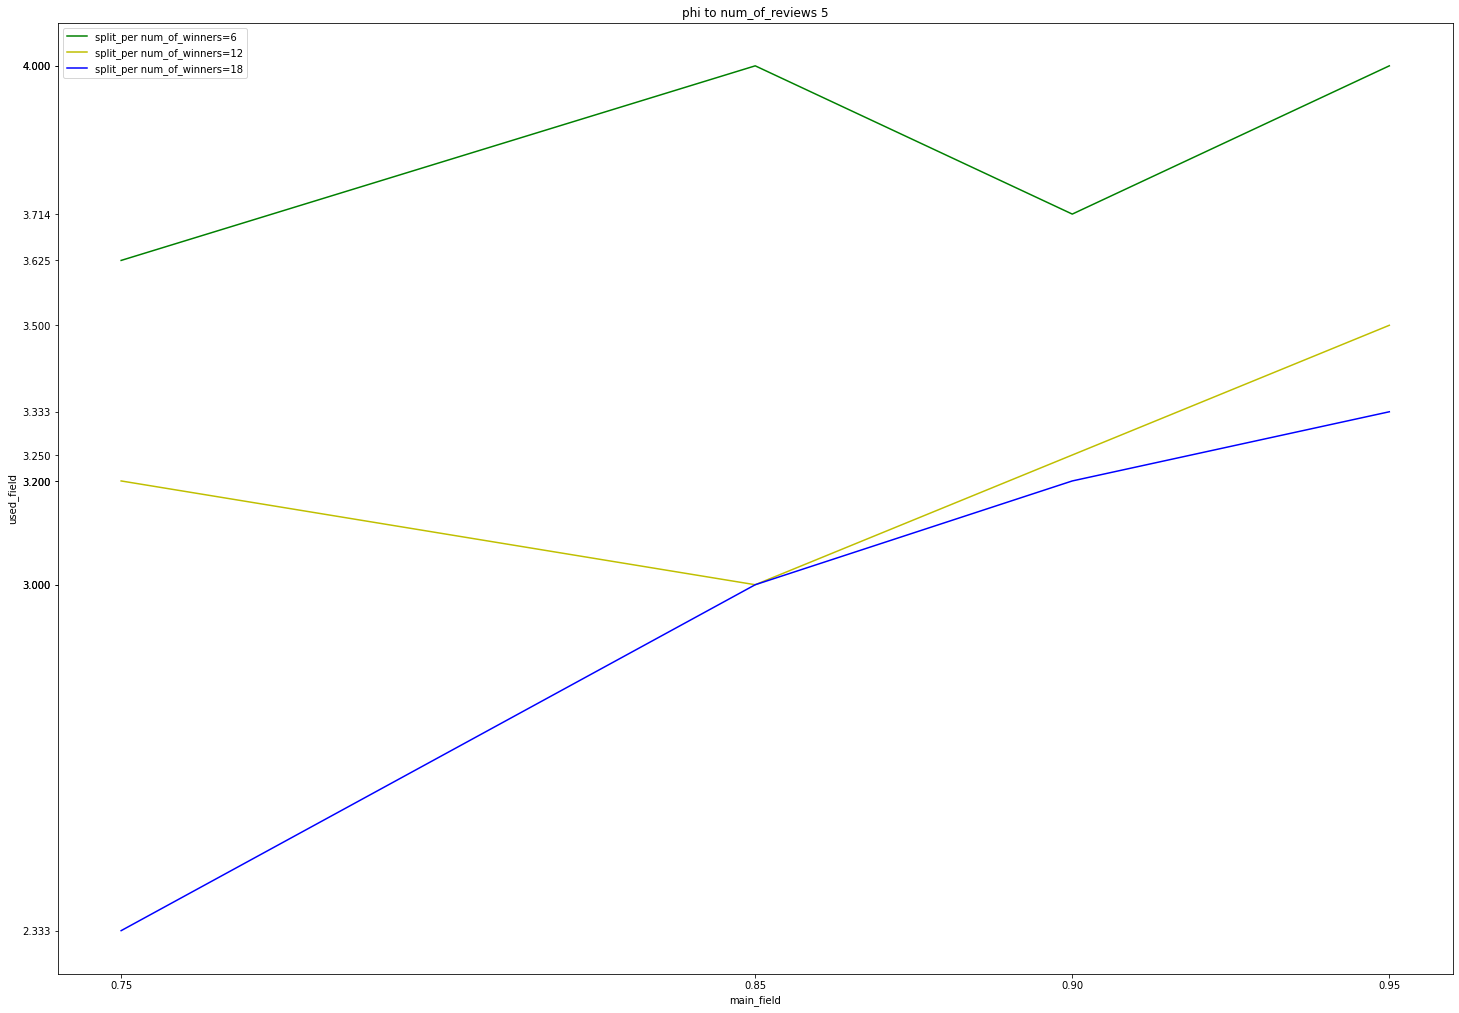 phi to num_of_reviews 5
split_per num_of_winners=6
split_per num_of_winners=12
split_per num_of_winners=18
4.000
3.714
3.625
3.500
3.333
3.250
3.200
3.000
2.333
used_field
0.75 0.85 0.90 0.95
main_field